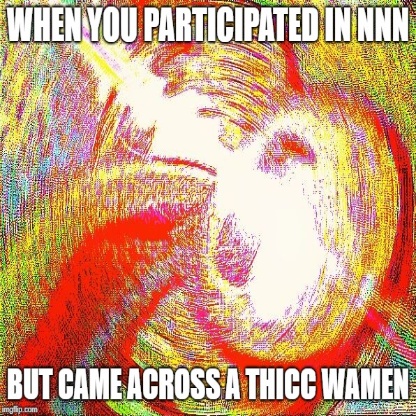 WHEN YOU PARTICIPATED IN NNN
BUT CAME ACROSS A THICC WAMEN
imgflip.com